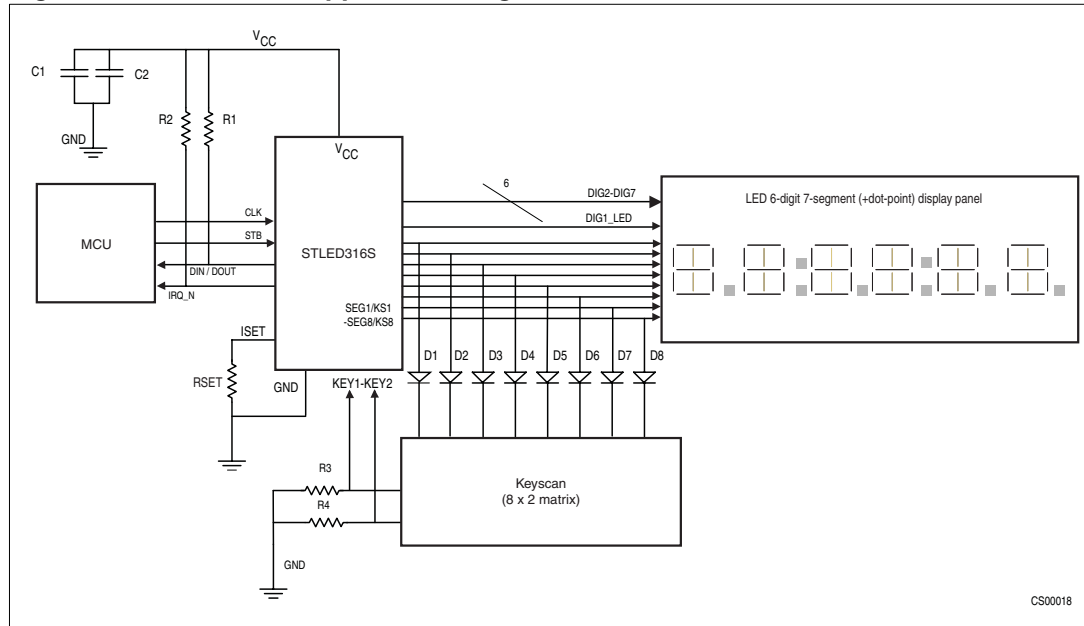 VCC
C1
C2
R2
R1
GND
VCC
MCU
CLK
STB
DIN / DOUT
IRQ_N
STLED316S
6
DIG2-DIG7
DIG1_LED
LED 6-digit 7-segment (+dot-point) display panel
SEG1/KS1
-SEG8/KS8
ISET
RSET
GND
KEY1-KEY2
D1
D2
D3
D4
D5
D6
D7
D8
R3
R4
GND
Keyscan
(8 x 2 matrix)
CS00018